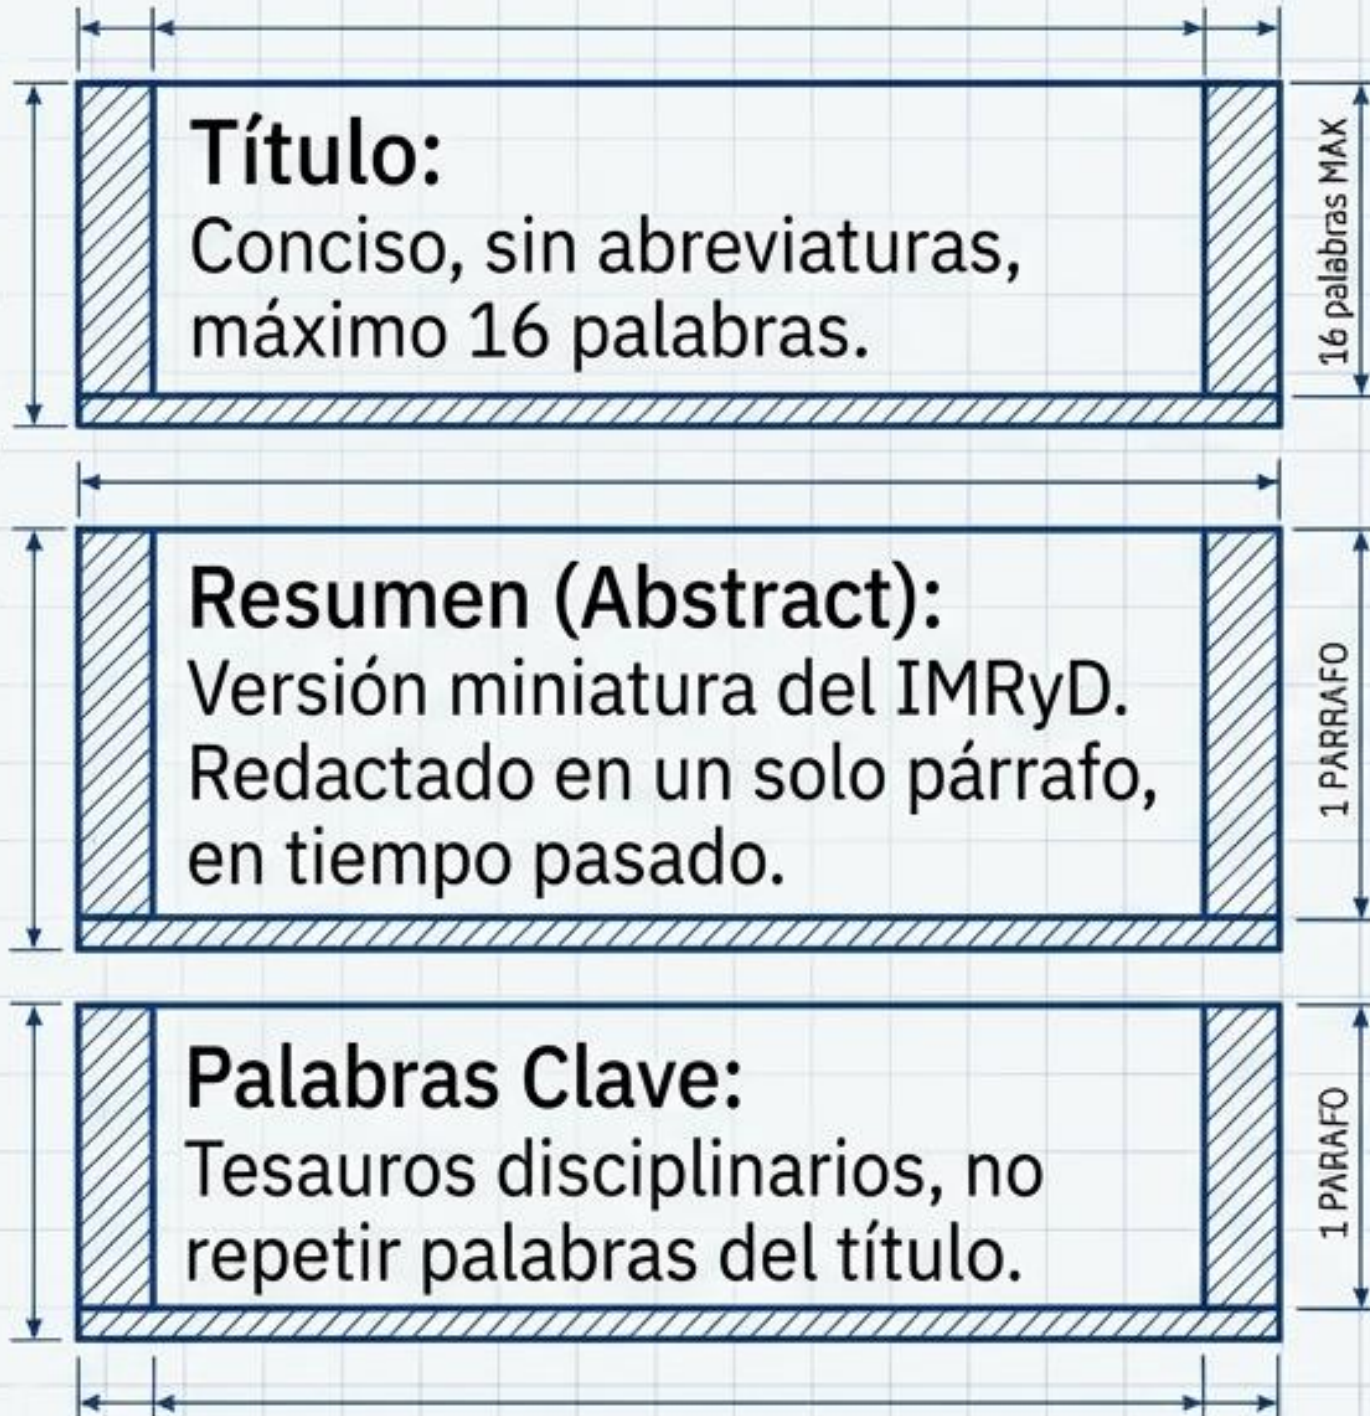 Título:
Conciso, sin abreviaturas,
máximo 16 palabras.
16 palabras MAX
Resumen (Abstract):
Versión miniatura del IMRyD.
Redactado en un solo párrafo,
en tiempo pasado.
1 PARRAFO
Palabras Clave:
Tesauros disciplinarios, no
repetir palabras del título.
1 PARAFO